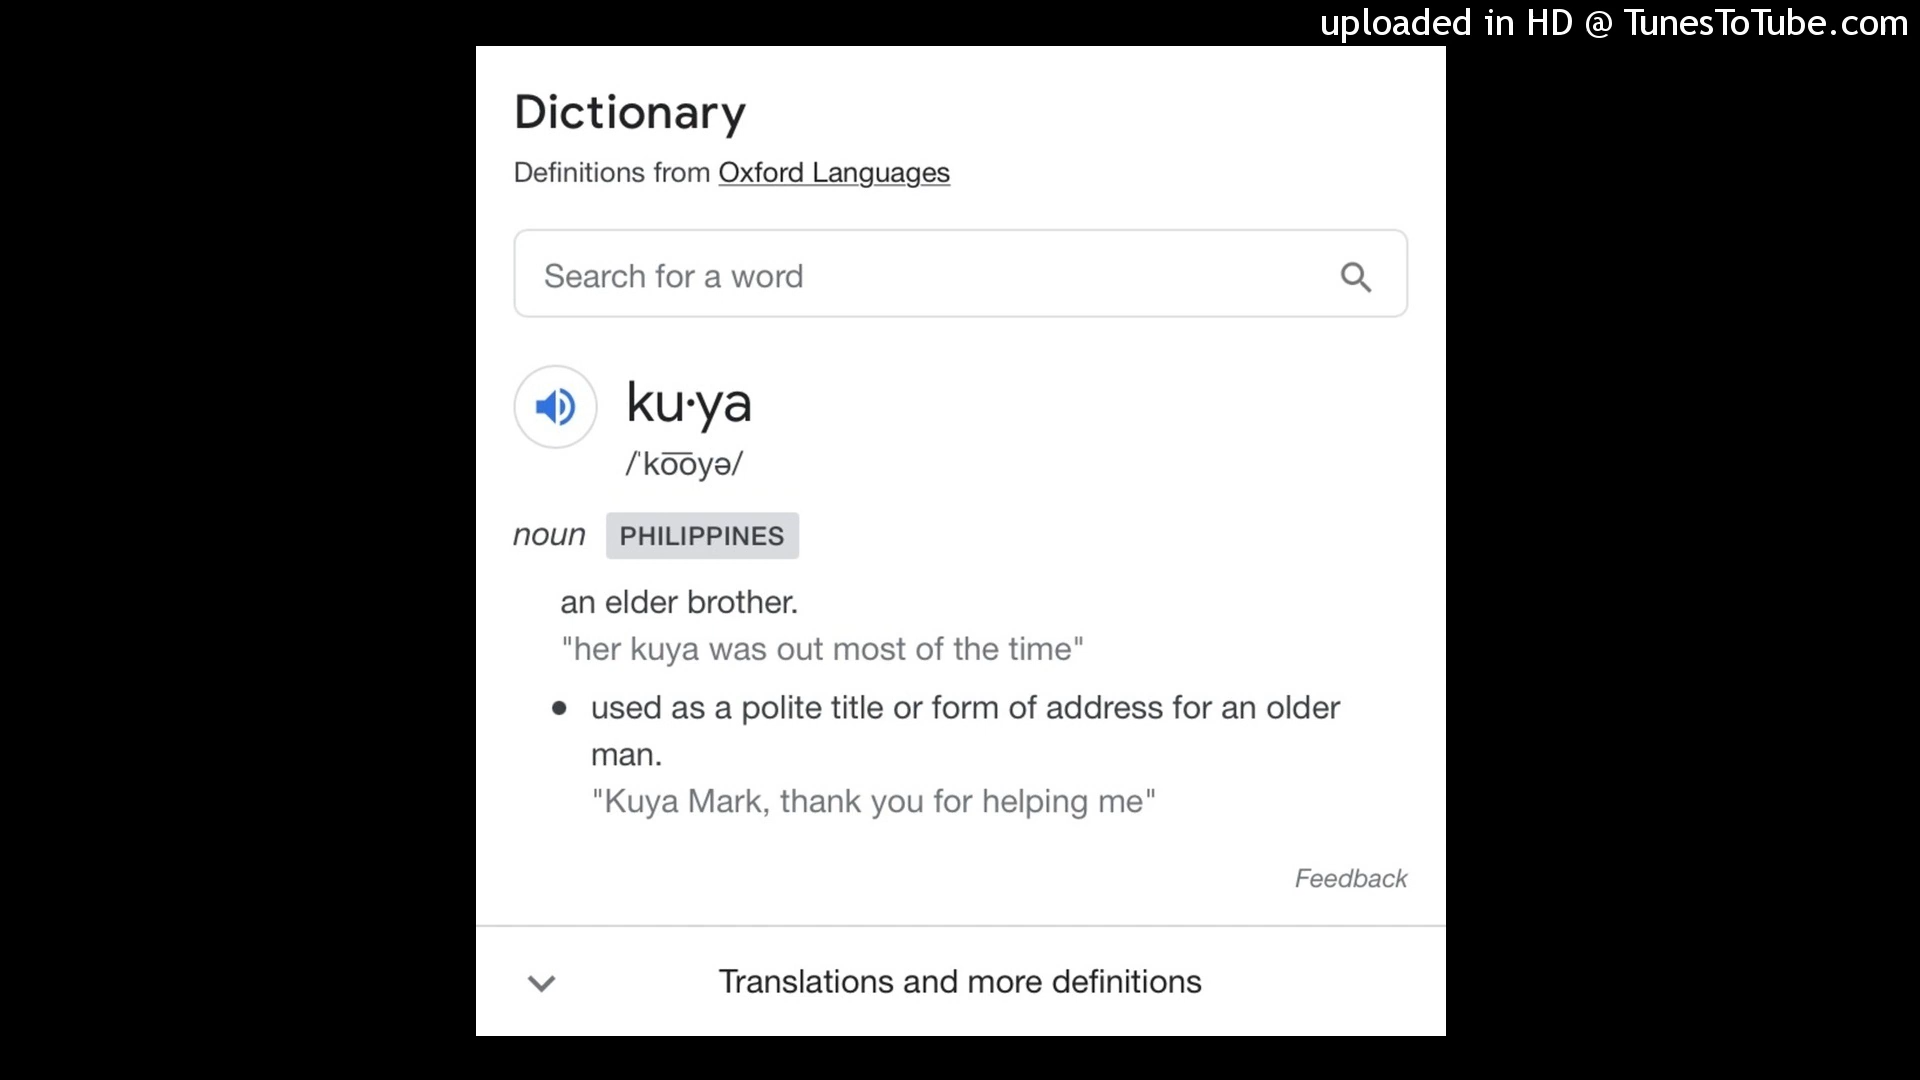 uploaded in HD @ TunesToTube.com
Dictionary
Definitions from Oxford Languages
Search for a word
ku·ya
/ˈko͞oyə/
noun PHILIPPINES
an elder brother.
"her kuya was out most of the time"
• used as a polite title or form of address for an older
man.
"Kuya Mark, thank you for helping me"
Feedback
Translations and more definitions